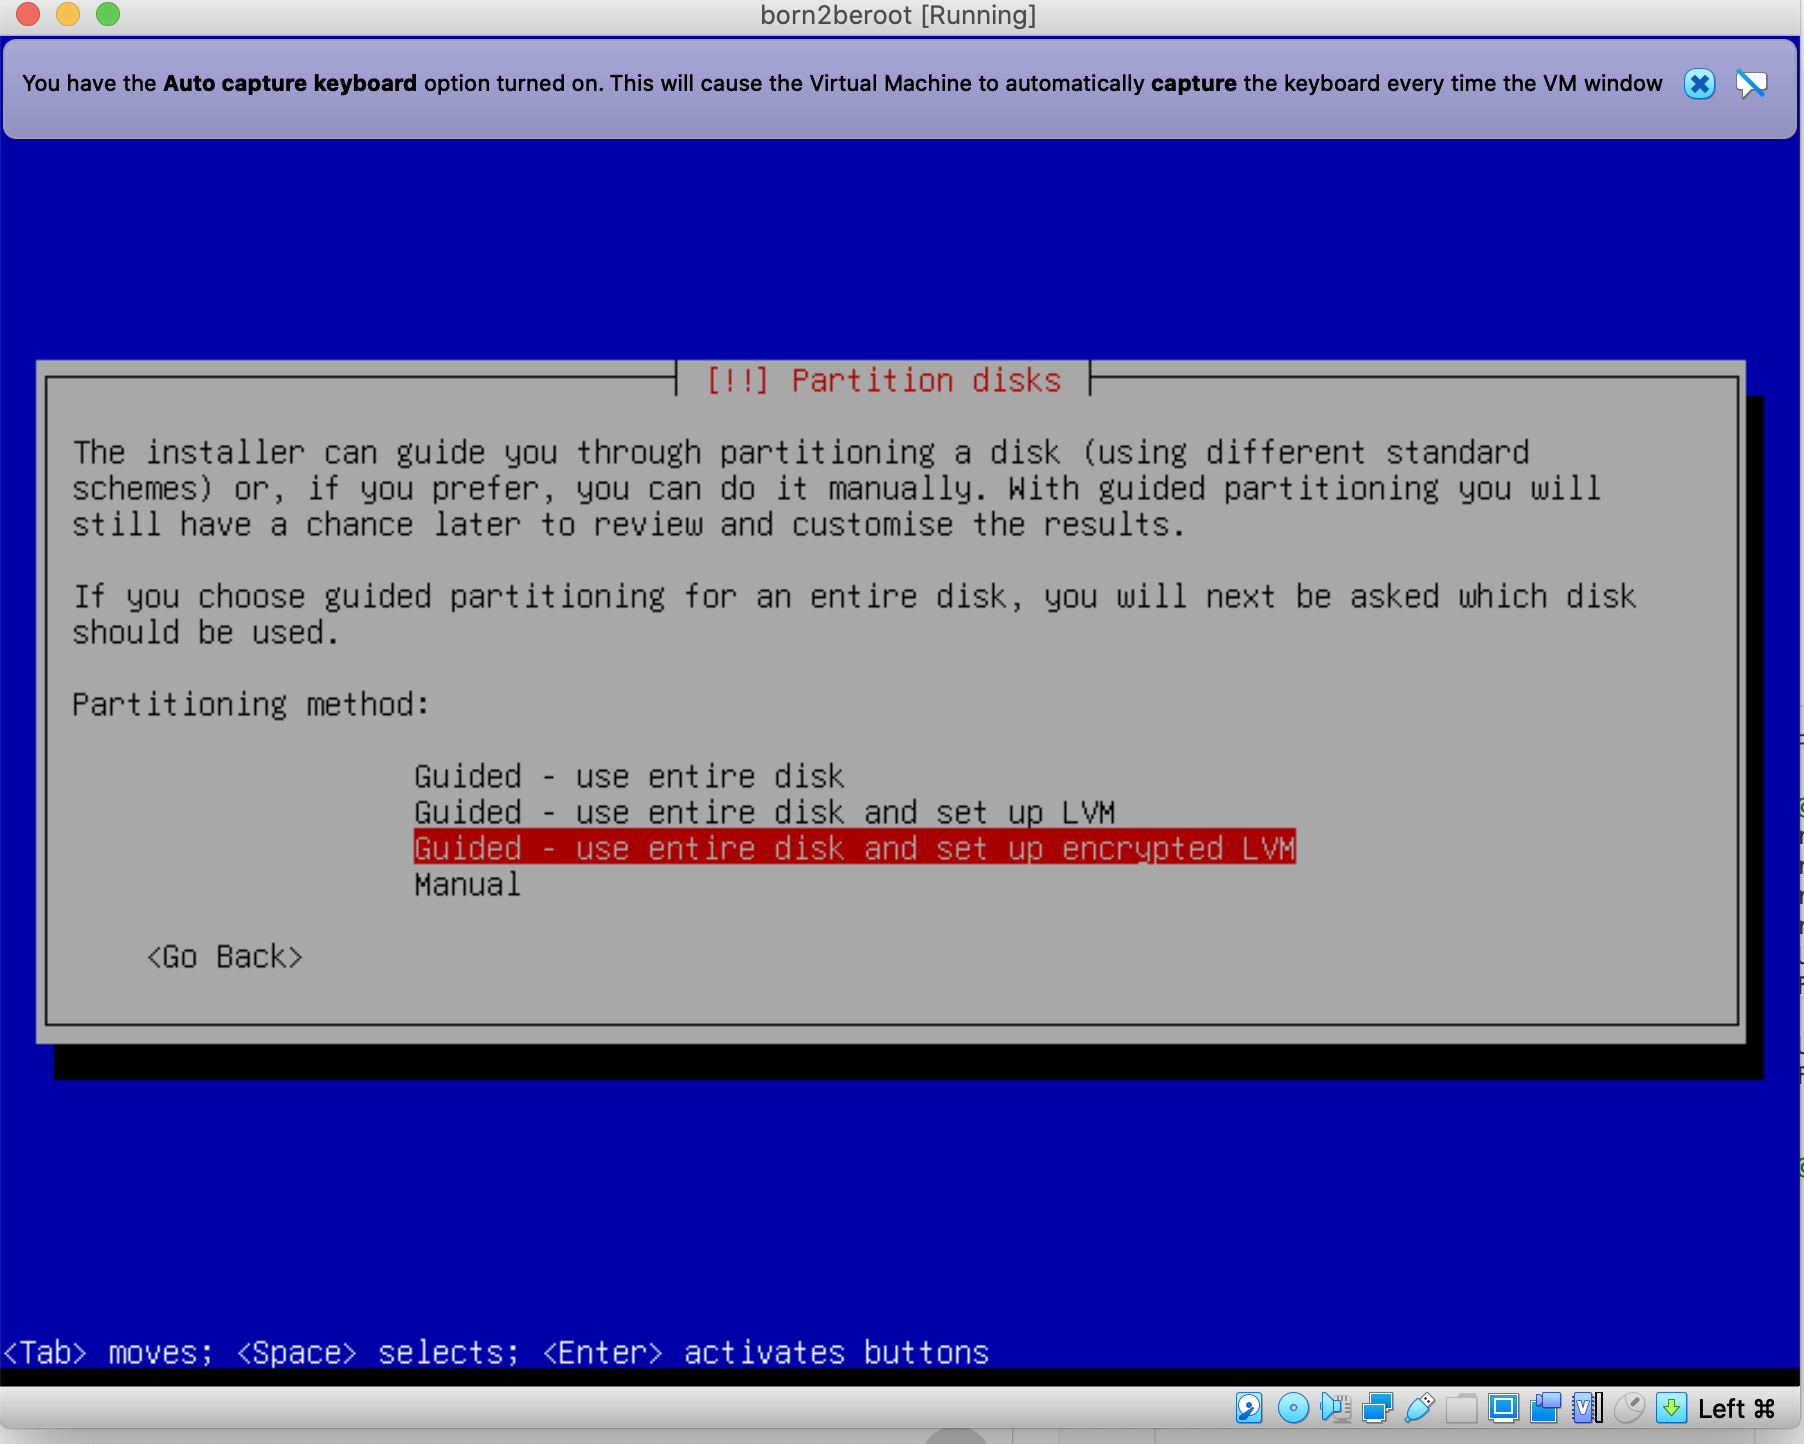 born2beroot [Running]
You have the Auto capture keyboard option turned on. This will cause the Virtual Machine to automatically capture the keyboard every time the VM window
[!!] Partition disks
The installer can guide you through partitioning a disk (using different standard
schemes) or, if you prefer, you can do it manually. With guided partitioning you will
still have a chance later to review and customise the results.
If you choose guided partitioning for an entire disk, you will next be asked which disk
should be used.
Partitioning method:
Guided - use entire disk
Guided - use entire disk and set up LVM
Guided - use entire disk and set up encrypted LVM
Manual
<Go Back>
<Tab> moves; <Space> selects; <Enter> activates buttons
Left ⌘